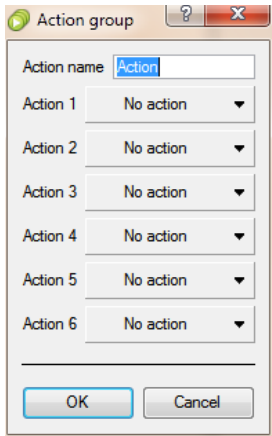 Action group ? X
Action name Action
Action 1 No action
Action 2 No action
Action 3 No action
Action 4 No action
Action 5 No action
Action 6 No action
OK Cancel